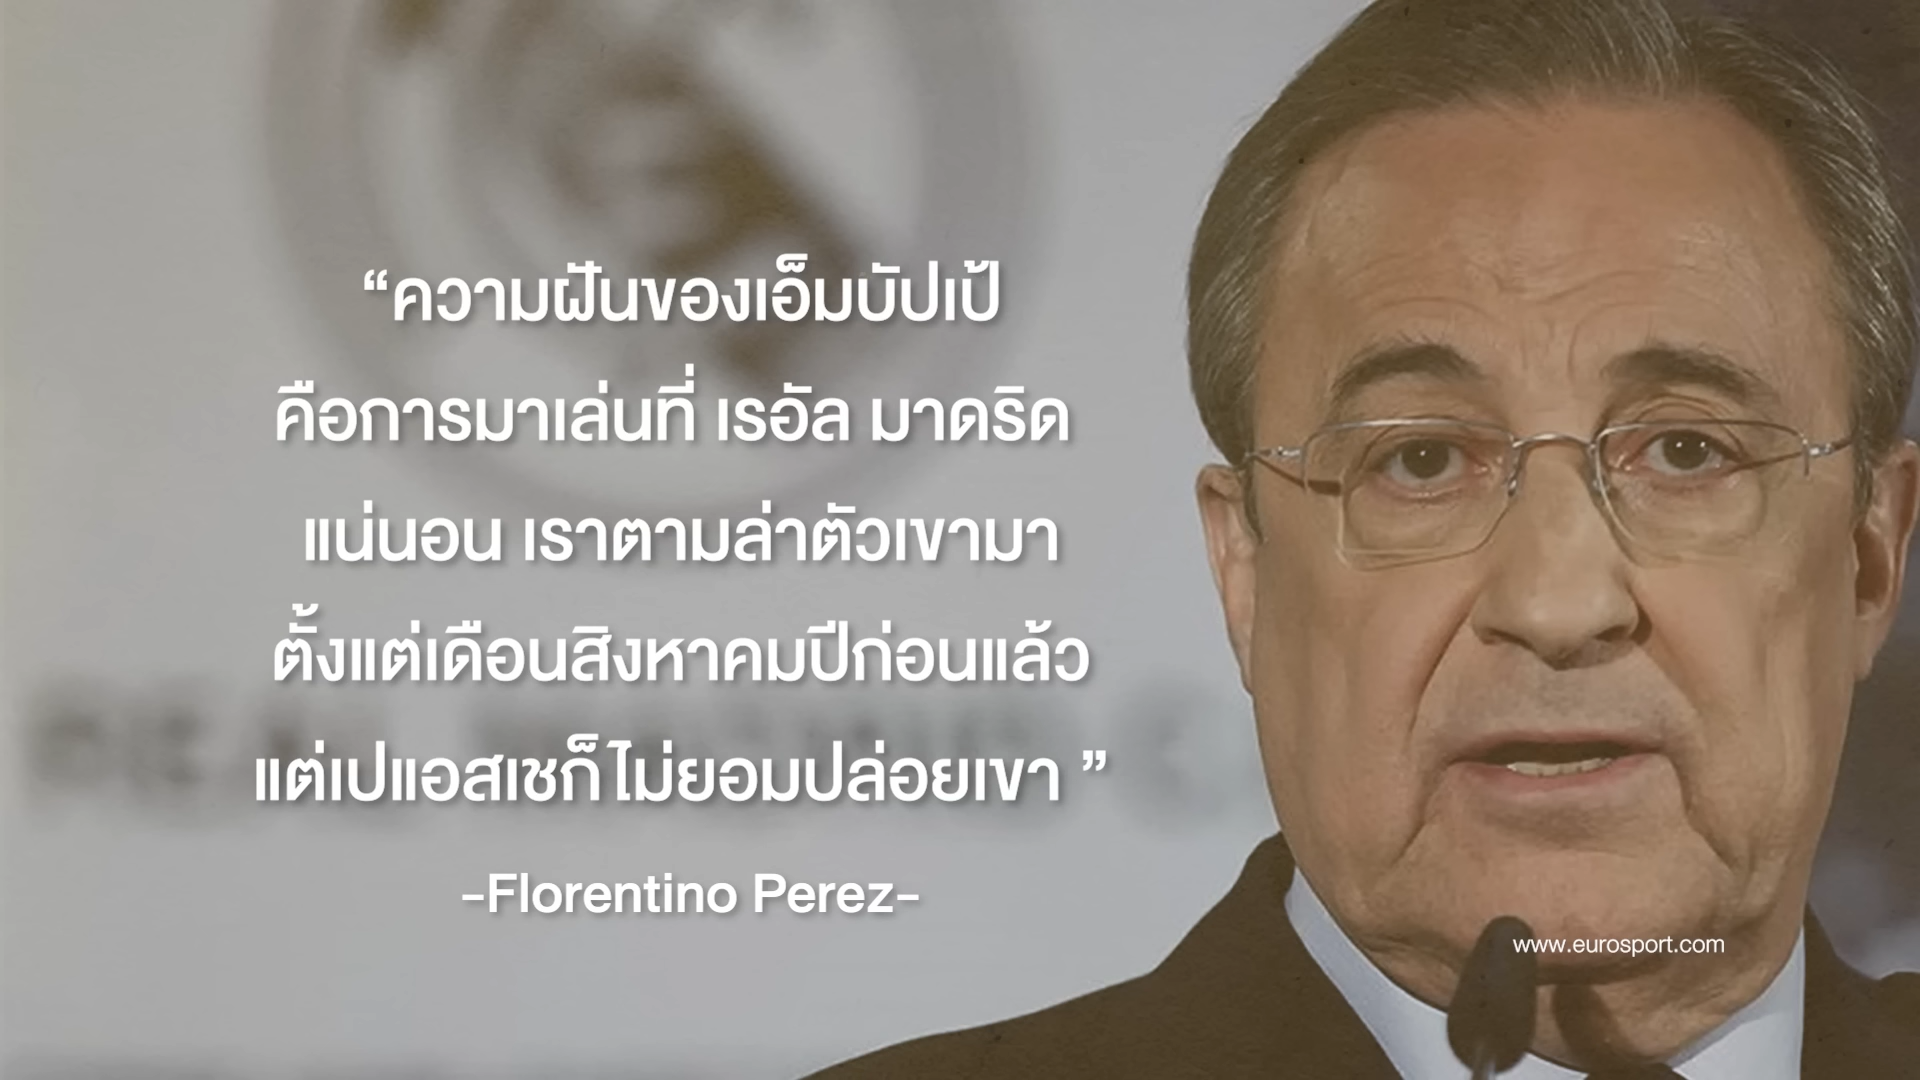 “ความฝันของเอ็มบัปเป้
คือการมาเล่นที่ เรอัล มาดริด
แน่นอน เราตามล่าตัวเขามา
ตั้งแต่เดือนสิงหาคมปีก่อนแล้ว
แต่เปแอสเชก็ไม่ยอมปล่อยเขา ”
-Florentino Perez-
www.eurosport.com